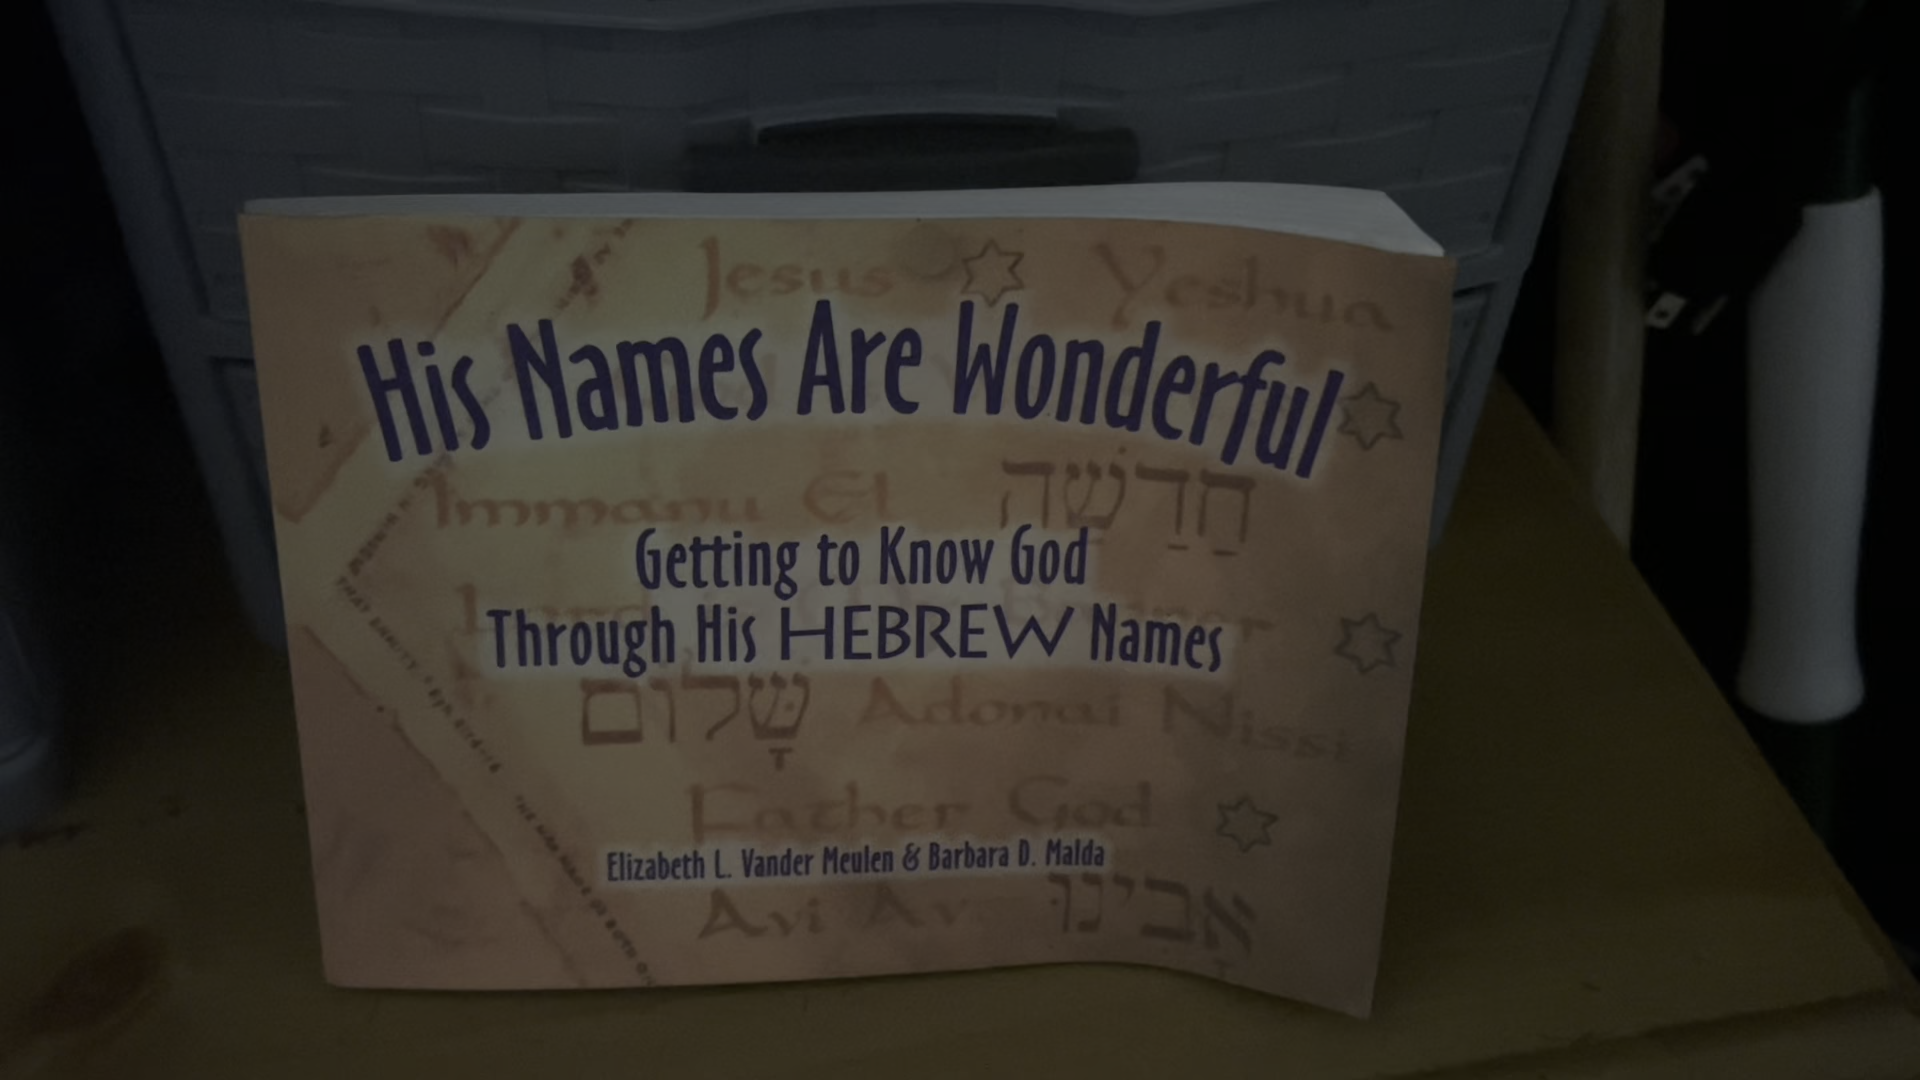 Jesus Yeshua
His Names Are Wonderful
Immanu El חֲדָשָׁה
Getting to Know God
Through His HEBREW Names
שָׁלוֹם Adonai Nissi
Father God
Elizabeth L. Vander Meulen & Barbara D. Malda
Avi Av אָבִינוּ